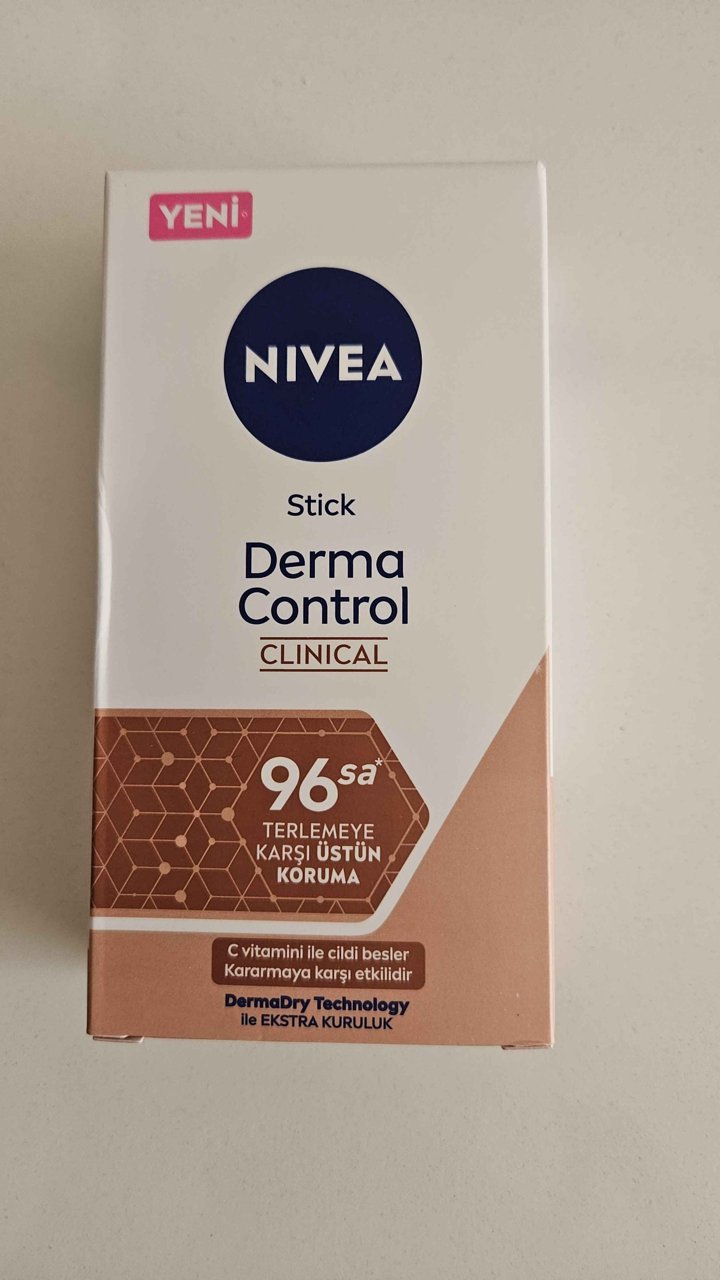 YENİ
NIVEA
Stick
Derma
Control
CLINICAL
96sa*
TERLEMEYE
KARŞI ÜSTÜN
KORUMA
C vitamini ile cildi besler
Kararmaya karşı etkilidir
DermaDry Technology
ile EKSTRA KURULUK